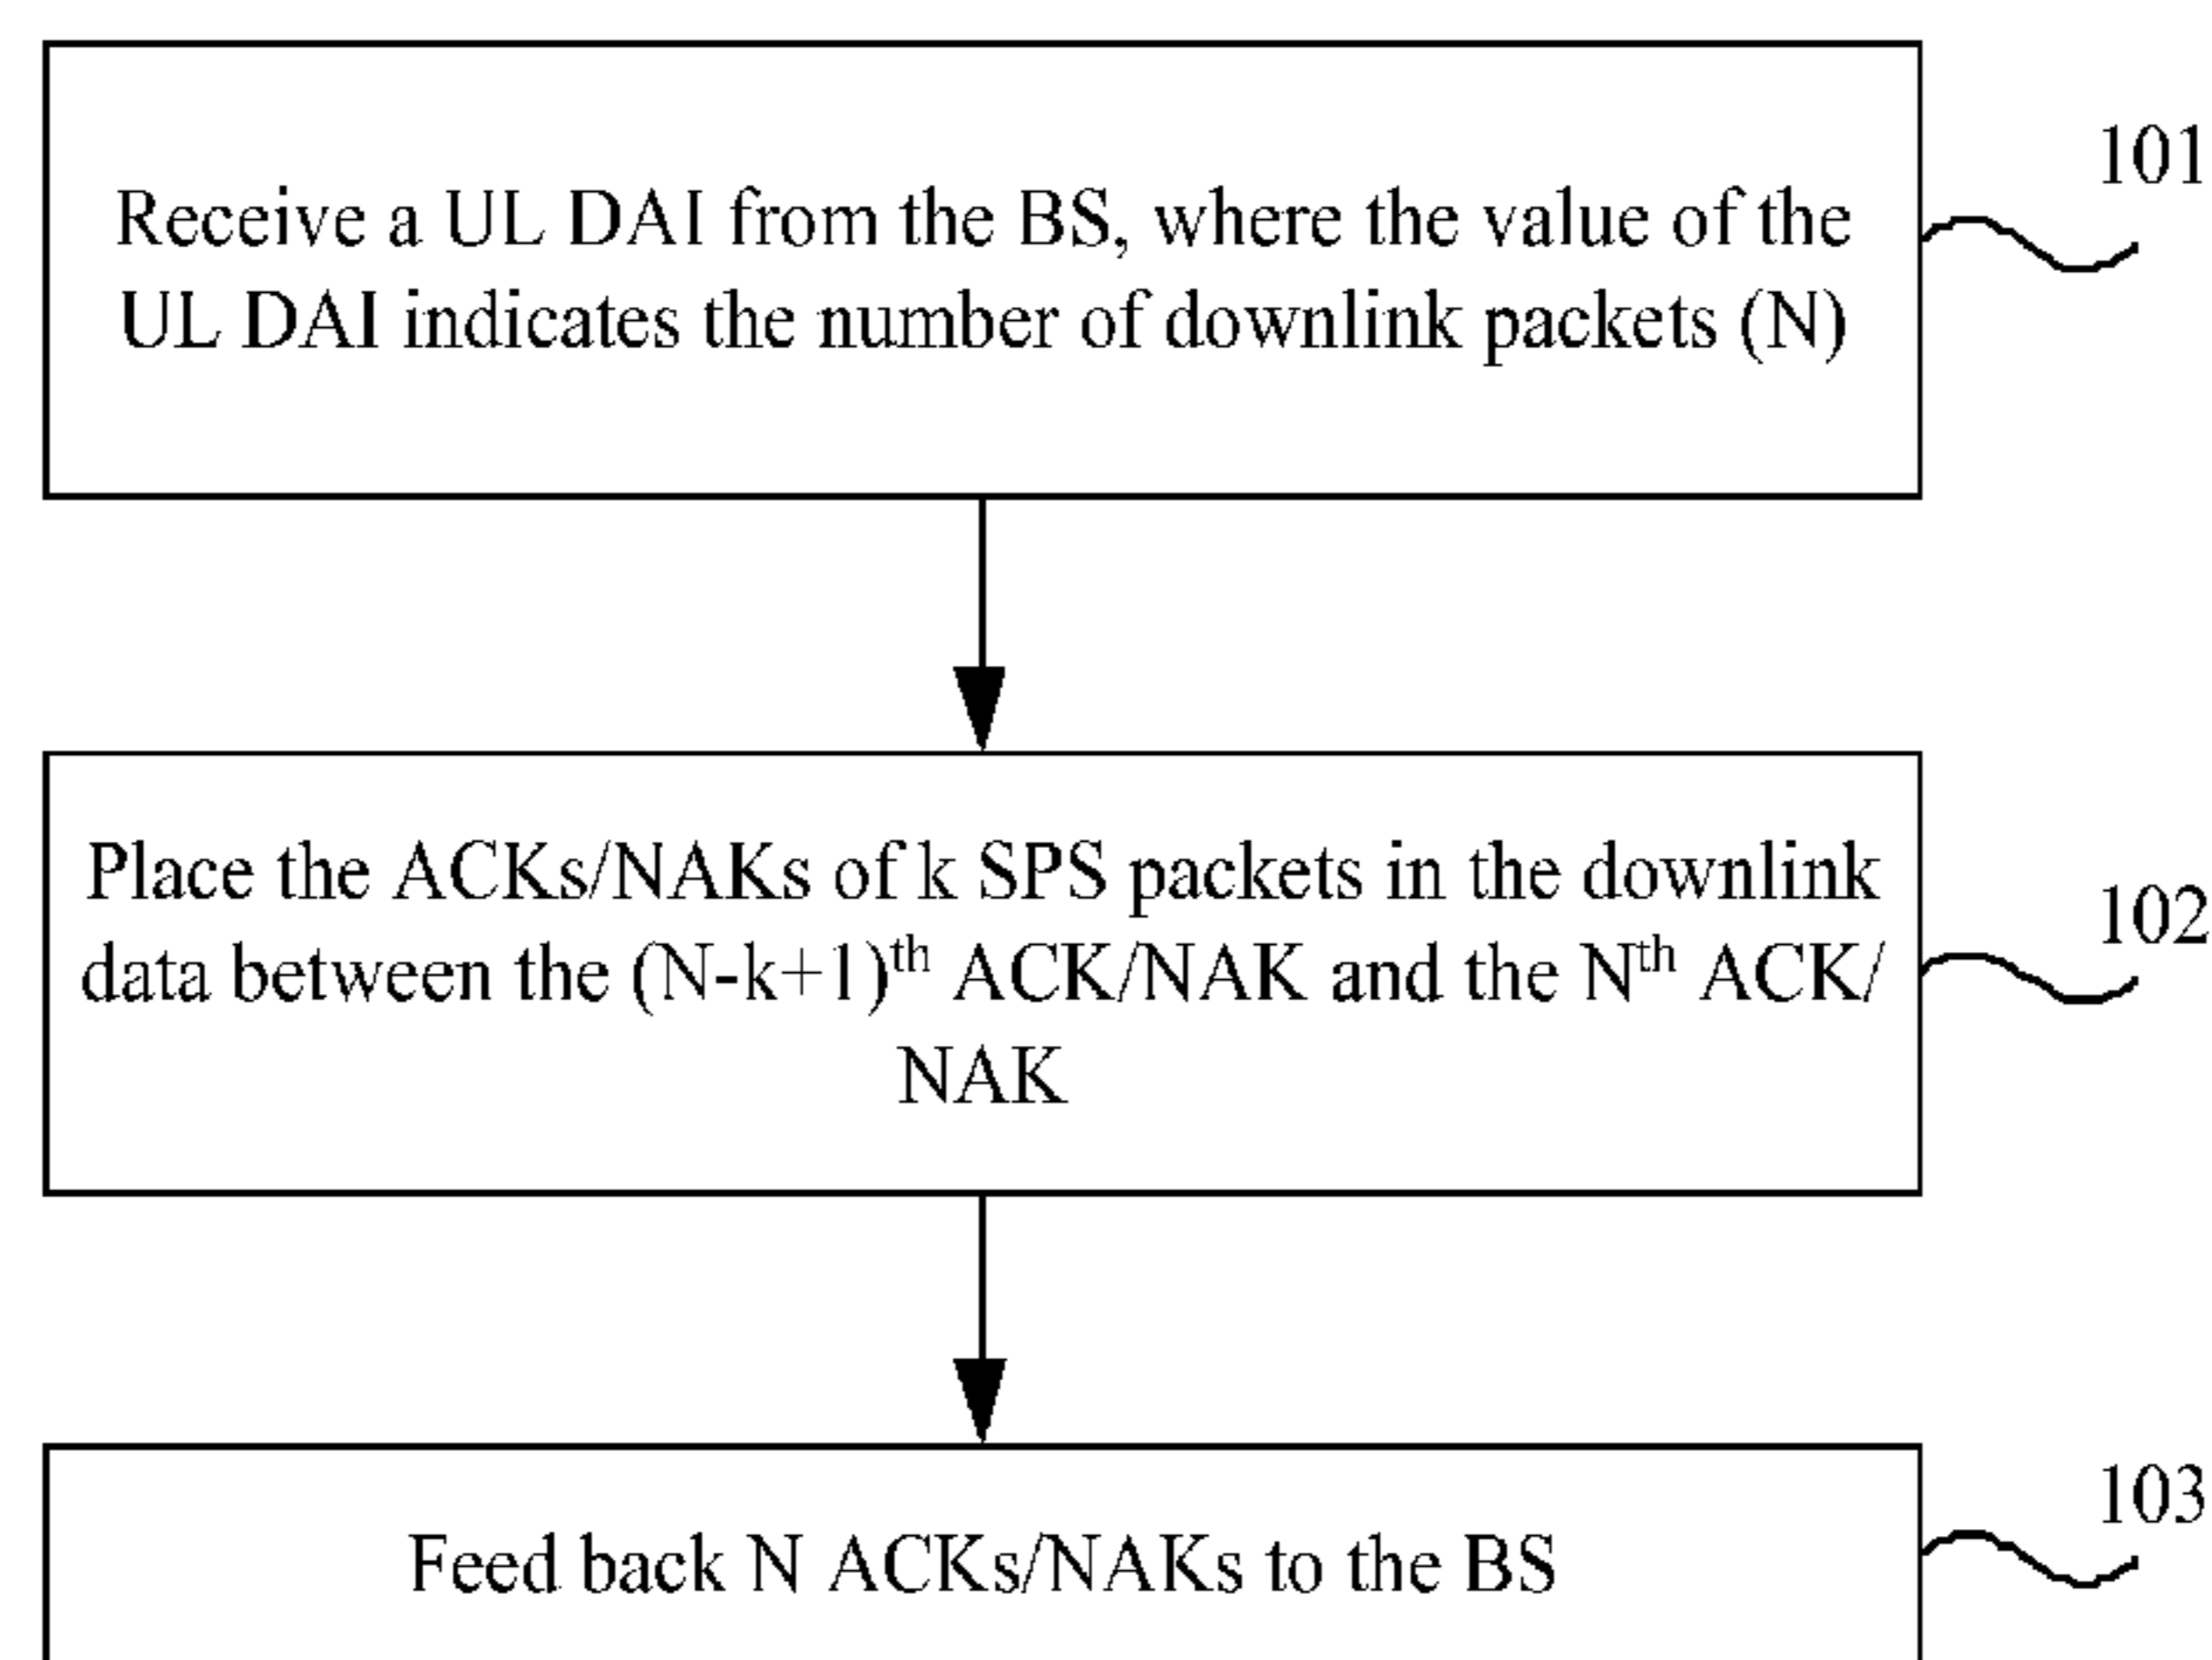 Receive a UL DAI from the BS, where the value of the
UL DAI indicates the number of downlink packets (N)
101
Place the ACKs/NAKs of k SPS packets in the downlink
data between the (N-k+1)th ACK/NAK and the Nth ACK/
NAK
102
Feed back N ACKs/NAKs to the BS
103